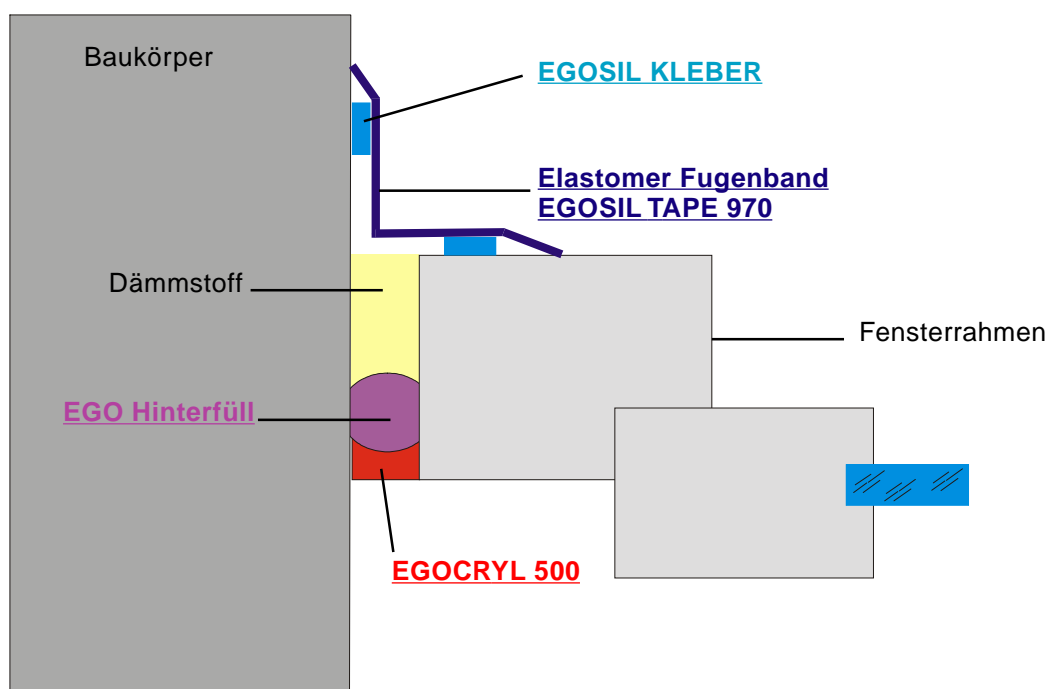 Baukörper
EGOSIL KLEBER
Elastomer Fugenband
EGOSIL TAPE 970
Dämmstoff
Fensterrahmen
EGO Hinterfüll
EGOCRYL 500